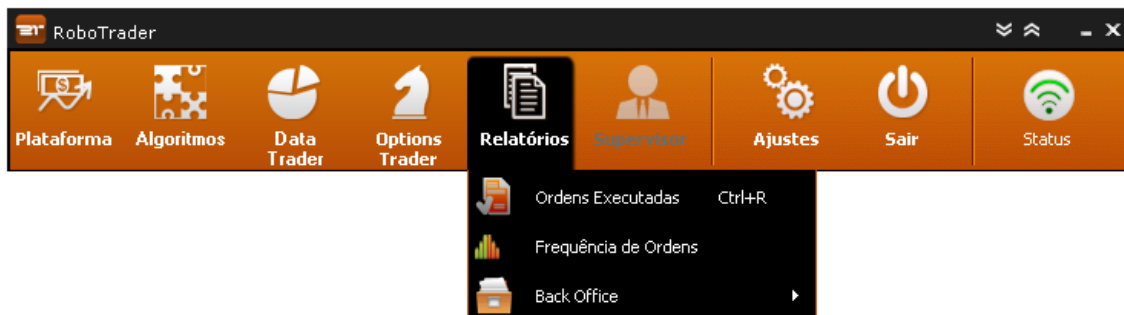 RoboTrader
Plataforma
Algoritmos
Data
Trader
Options
Trader
Relatórios
Supervisor
Ajustes
Sair
Status
Ordens Executadas Ctrl+R
Frequência de Ordens
Back Office